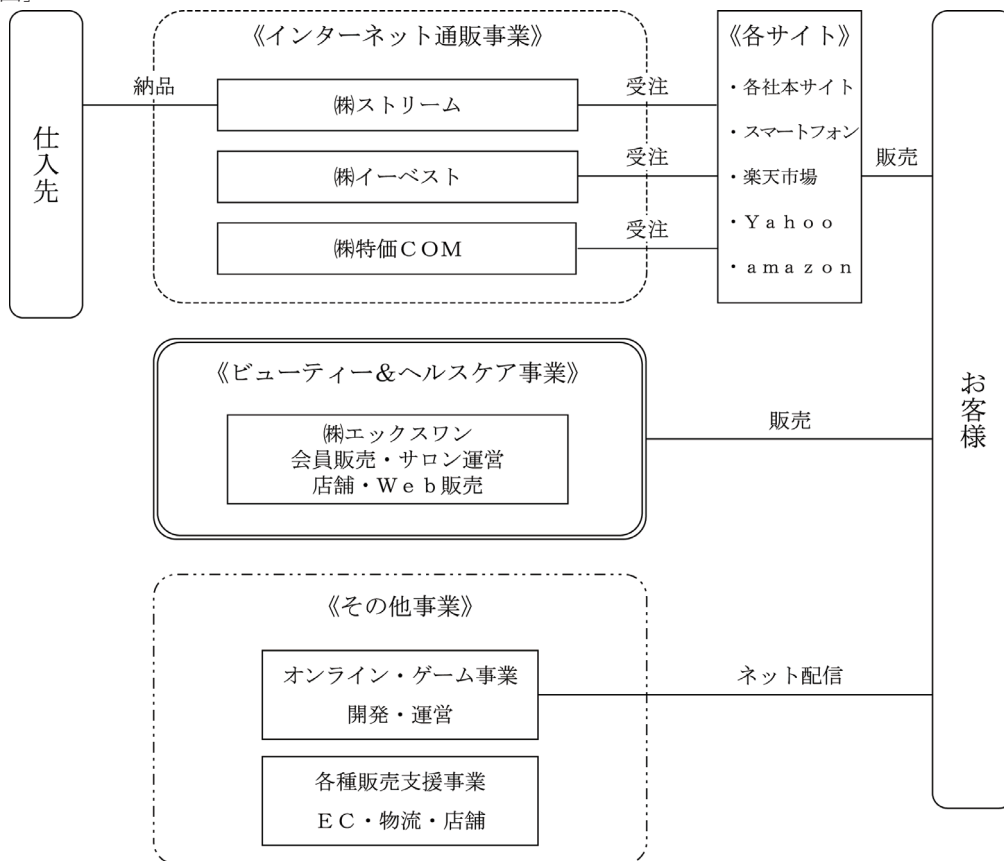 仕入先
納品
《インターネット通販事業》
㈱ストリーム
㈱イーベスト
㈱特価COM
受注
受注
受注
《各サイト》
・各社本サイト
・スマートフォン
・楽天市場
・Yahoo
・amazon
販売
お客様
《ビューティー&ヘルスケア事業》
㈱エックスワン
会員販売・サロン運営
店舗・Web販売
販売
《その他事業》
オンライン・ゲーム事業
開発・運営
ネット配信
各種販売支援事業
EC・物流・店舗